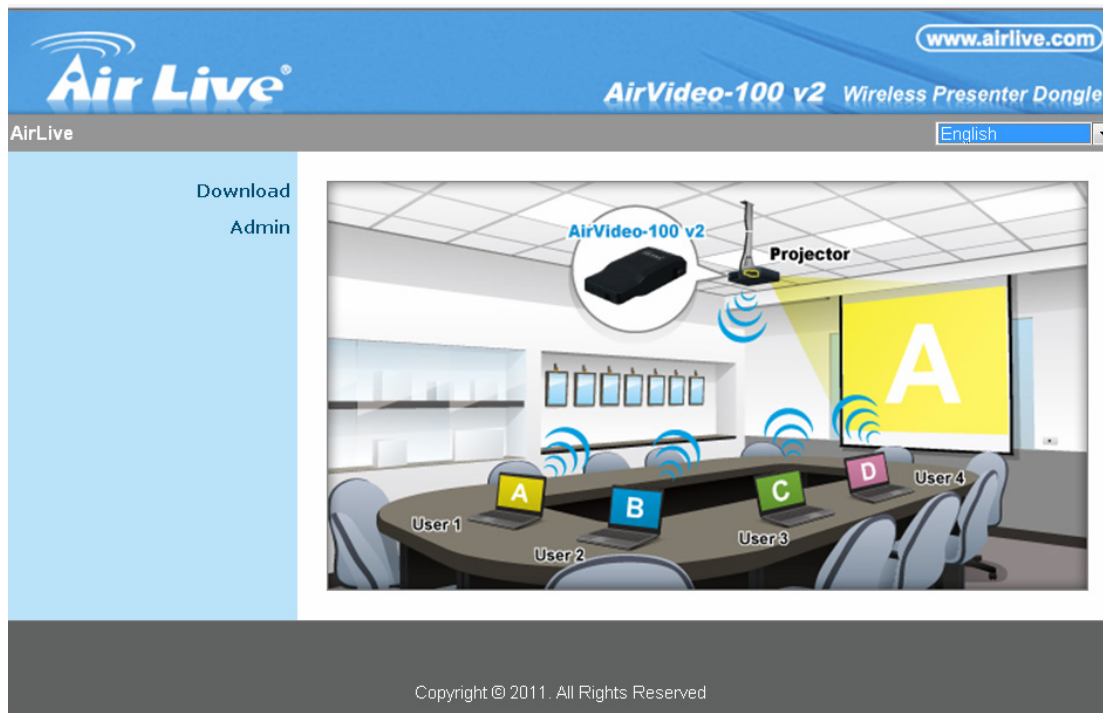 www.airlive.com
Air Live®
AirVideo-100 v2 Wireless Presenter Dongle
AirLive
English
Download
Admin
AirVideo-100 v2
Projector
A
A
B
C
D
User 1
User 2
User 3
User 4
Copyright © 2011. All Rights Reserved